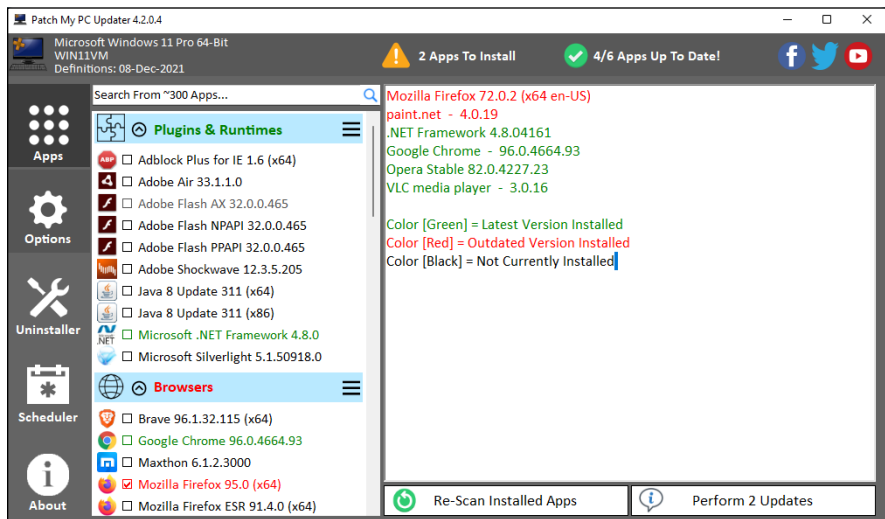 Patch My PC Updater 4.2.0.4
Microsoft Windows 11 Pro 64-Bit
WIN11VM
Definitions: 08-Dec-2021
2 Apps To Install
4/6 Apps Up To Date!
Apps
Options
Uninstaller
Scheduler
About
Search From ~300 Apps...
Plugins & Runtimes
ABP
Adblock Plus for IE 1.6 (x64)
Adobe Air 33.1.1.0
Adobe Flash AX 32.0.0.465
Adobe Flash NPAPI 32.0.0.465
Adobe Flash PPAPI 32.0.0.465
Adobe Shockwave 12.3.5.205
Java 8 Update 311 (x64)
Java 8 Update 311 (x86)
.NET
Microsoft .NET Framework 4.8.0
Microsoft Silverlight 5.1.50918.0
Browsers
Brave 96.1.32.115 (x64)
Google Chrome 96.0.4664.93
Maxthon 6.1.2.3000
Mozilla Firefox 95.0 (x64)
Mozilla Firefox ESR 91.4.0 (x64)
Mozilla Firefox 72.0.2 (x64 en-US)
paint.net - 4.0.19
.NET Framework 4.8.04161
Google Chrome - 96.0.4664.93
Opera Stable 82.0.4227.23
VLC media player - 3.0.16
Color [Green] = Latest Version Installed
Color [Red] = Outdated Version Installed
Color [Black] = Not Currently Installed
Re-Scan Installed Apps
Perform 2 Updates